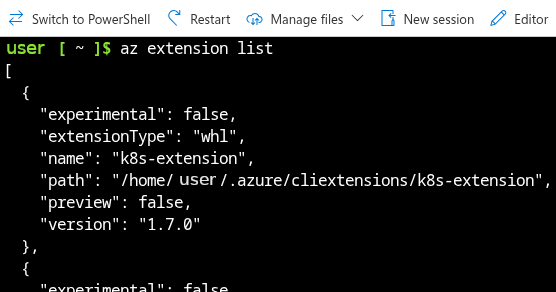 Switch to PowerShell Restart Manage files New session Editor
user [ ~ ]$ az extension list
[
  {
    "experimental": false,
    "extensionType": "whl",
    "name": "k8s-extension",
    "path": "/home/ user /.azure/cliextensions/k8s-extension",
    "preview": false,
    "version": "1.7.0"
  },
  {
    "experimental": false,